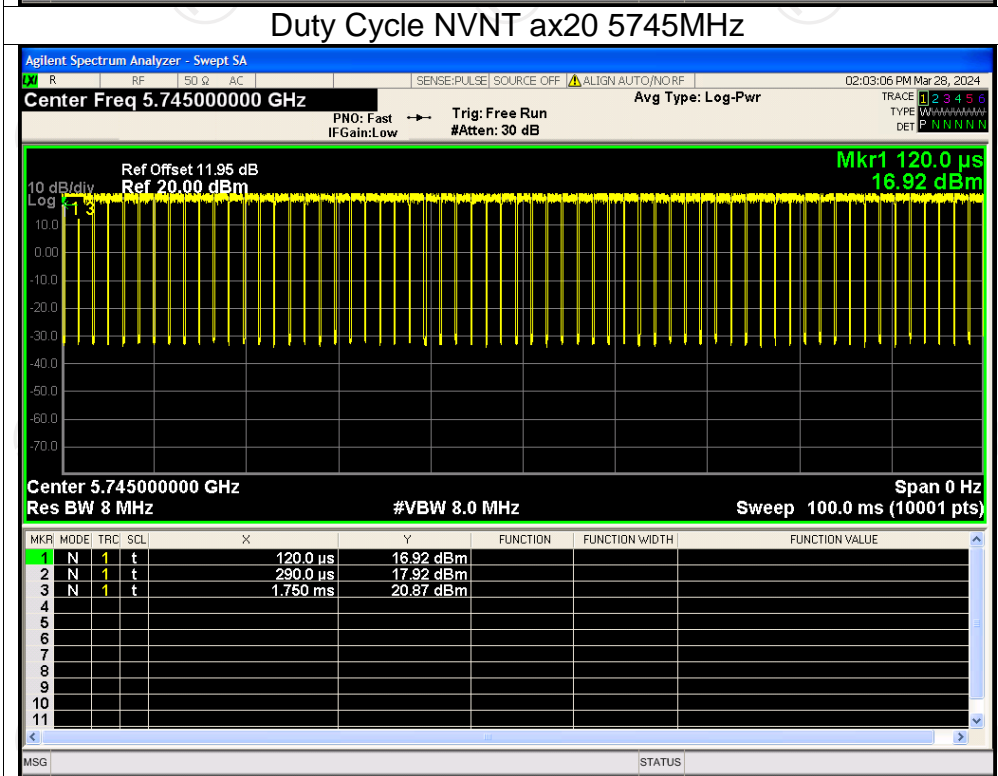 Duty Cycle NVNT ax20 5745MHz
Agilent Spectrum Analyzer - Swept SA
LXI R RF 50 Ω AC SENSE:PULSE SOURCE OFF ALIGN AUTO/NO RF 02:03:06 PM Mar 28, 2024
Center Freq 5.745000000 GHz Avg Type: Log-Pwr TRACE 1 2 3 4 5 6
PNO: Fast Trig: Free Run TYPE WWWWWW
IFGain:Low #Atten: 30 dB DET P N N N N N
Mkr1 120.0 µs
Ref Offset 11.95 dB
10 dB/div Ref 20.00 dBm 16.92 dBm
Log
1 3
10.0
0.00
-10.0
-20.0
-30.0
-40.0
-50.0
-60.0
-70.0
Center 5.745000000 GHz Span 0 Hz
Res BW 8 MHz #VBW 8.0 MHz Sweep 100.0 ms (10001 pts)
MKR MODE TRC SCL X Y FUNCTION FUNCTION WIDTH FUNCTION VALUE
1 N 1 t 120.0 µs 16.92 dBm
2 N 1 t 290.0 µs 17.92 dBm
3 N 1 t 1.750 ms 20.87 dBm
4
5
6
7
8
9
10
11
MSG STATUS